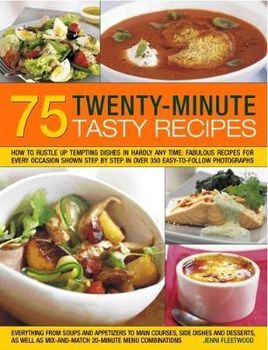 75 TWENTY-MINUTE
TASTY RECIPES
HOW TO RUSTLE UP TEMPTING DISHES IN HARDLY ANY TIME: FABULOUS RECIPES FOR
EVERY OCCASION SHOWN STEP BY STEP IN OVER 350 EASY-TO-FOLLOW PHOTOGRAPHS
EVERYTHING FROM SOUPS AND APPETIZERS TO MAIN COURSES, SIDE DISHES AND DESSERTS,
AS WELL AS MIX-AND-MATCH 20-MINUTE MENU COMBINATIONS
JENNI FLEETWOOD